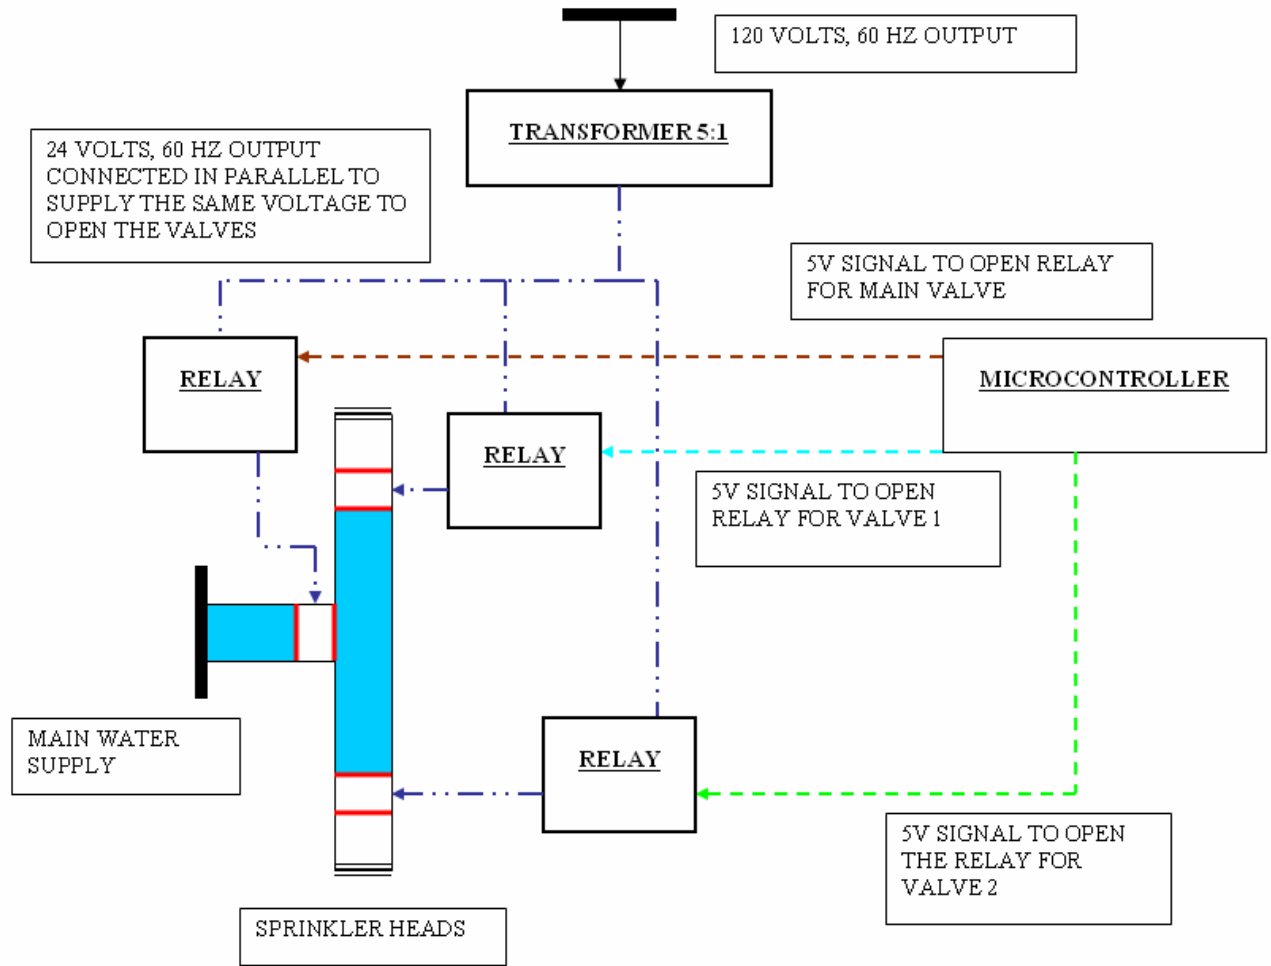 120 VOLTS, 60 HZ OUTPUT
TRANSFORMER 5:1
24 VOLTS, 60 HZ OUTPUT
CONNECTED IN PARALLEL TO
SUPPLY THE SAME VOLTAGE TO
OPEN THE VALVES
5V SIGNAL TO OPEN RELAY
FOR MAIN VALVE
RELAY
MICROCONTROLLER
RELAY
5V SIGNAL TO OPEN
RELAY FOR VALVE 1
MAIN WATER
SUPPLY
RELAY
5V SIGNAL TO OPEN
THE RELAY FOR
VALVE 2
SPRINKLER HEADS